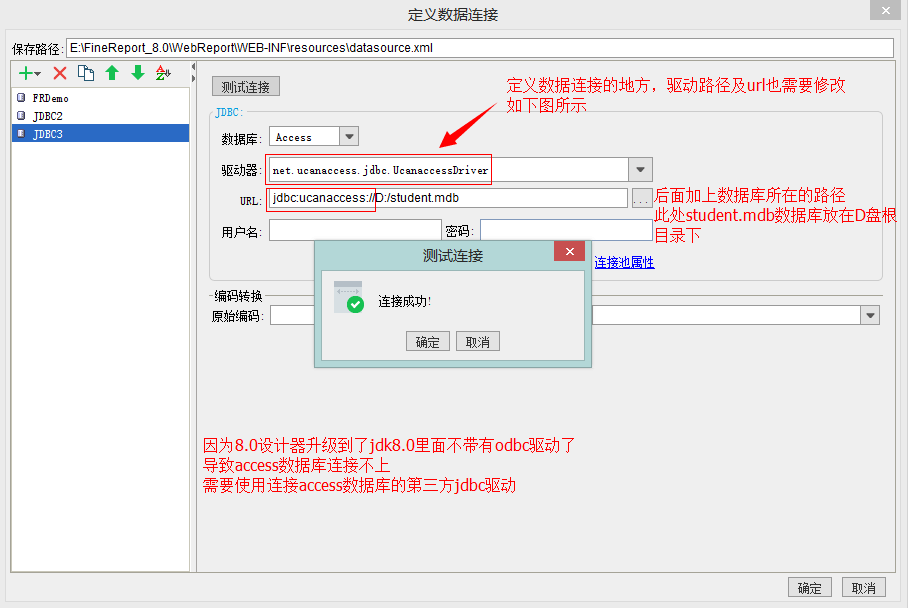 定义数据连接
保存路径: E:\FineReport_8.0\WebReport\WEB-INF\resources\datasource.xml
FRDemo
JDBC2
JDBC3
测试连接
定义数据连接的地方，驱动路径及url也需要修改
如下图所示
JDBC:
数据库: Access
驱动器: net.ucanaccess.jdbc.UcanaccessDriver
URL: jdbc:ucanaccess://D:/student.mdb ...
后面加上数据库所在的路径
此处student.mdb数据库放在D盘根
目录下
用户名: 密码:
测试连接
连接池属性
连接成功!
确定 取消
编码转换
原始编码:
因为8.0设计器升级到了jdk8.0里面不带有odbc驱动了
导致access数据库连接不上
需要使用连接access数据库的第三方jdbc驱动
确定 取消